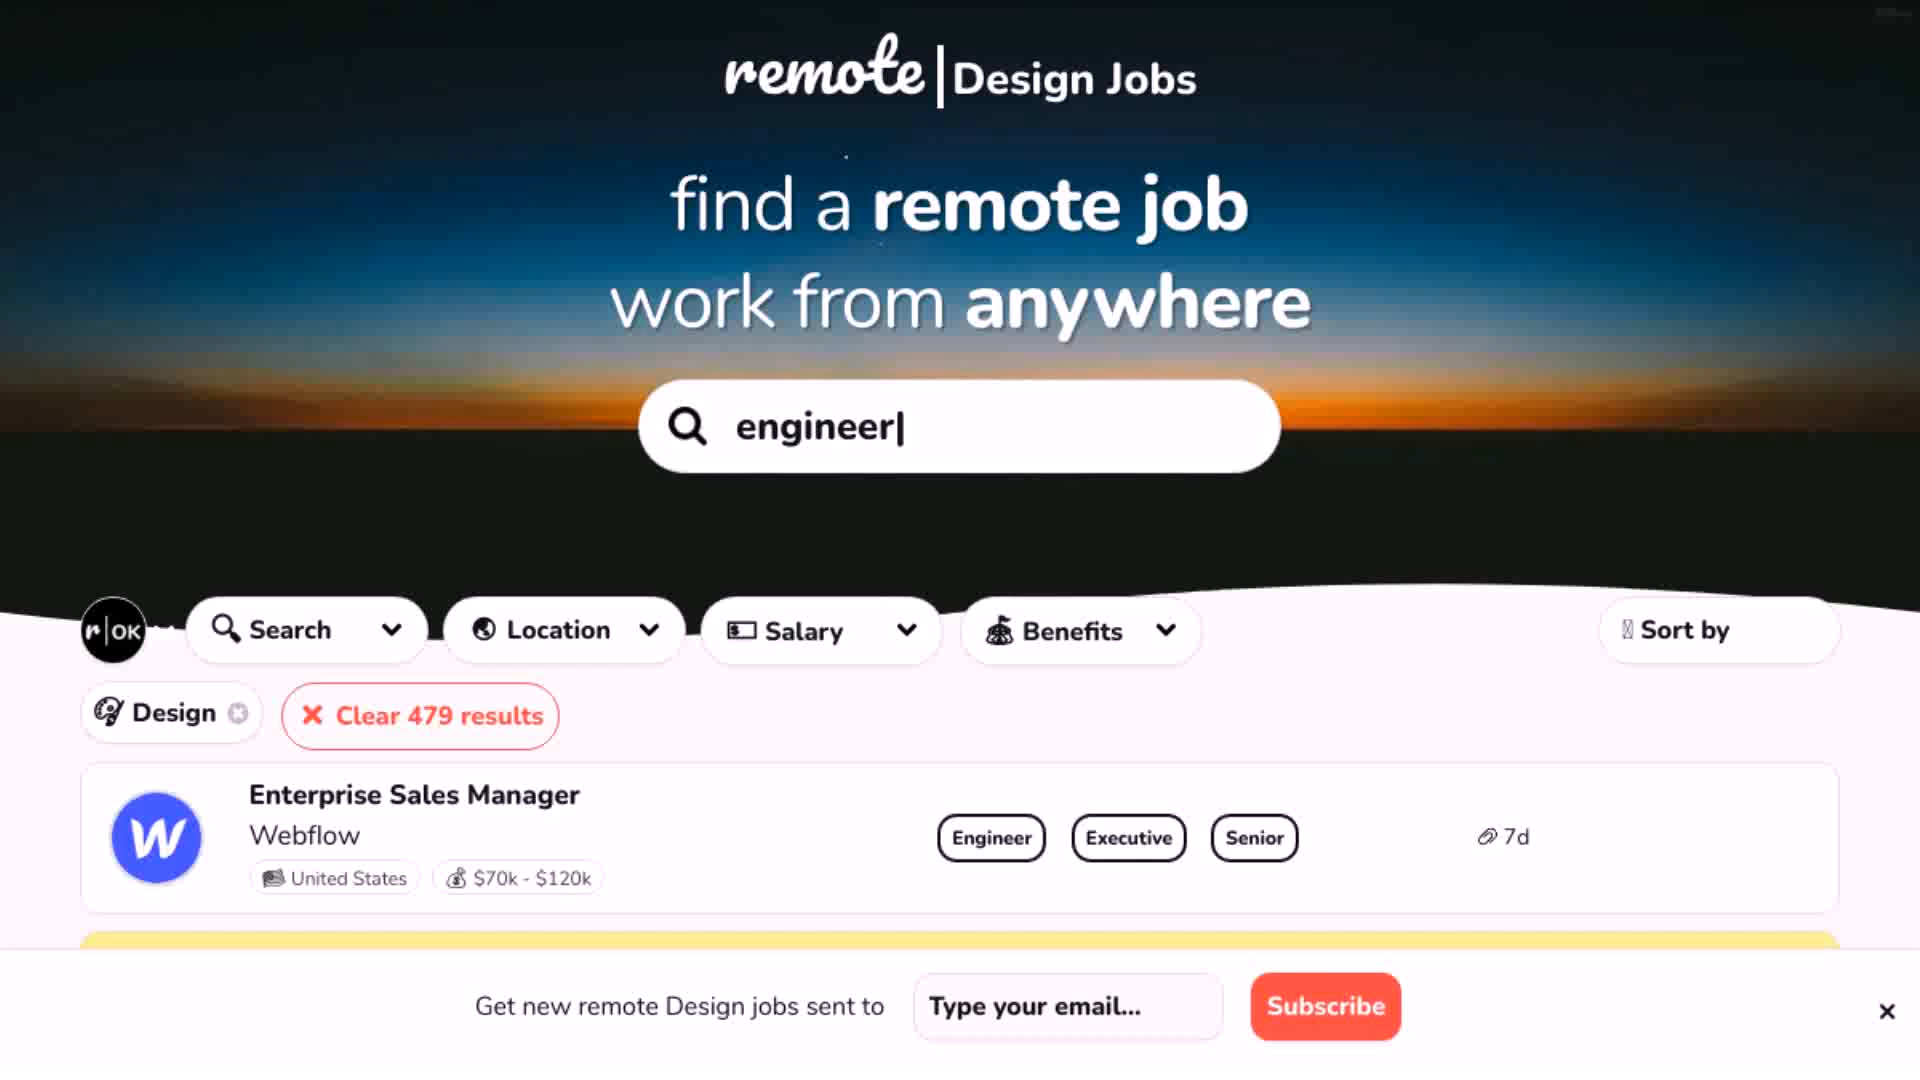 remote | Design Jobs
find a remote job
work from anywhere
engineer
r|OK
Search
Location
Salary
Benefits
Sort by
Design
Clear 479 results
Enterprise Sales Manager
Webflow
United States
$70k - $120k
Engineer
Executive
Senior
7d
Get new remote Design jobs sent to
Type your email...
Subscribe